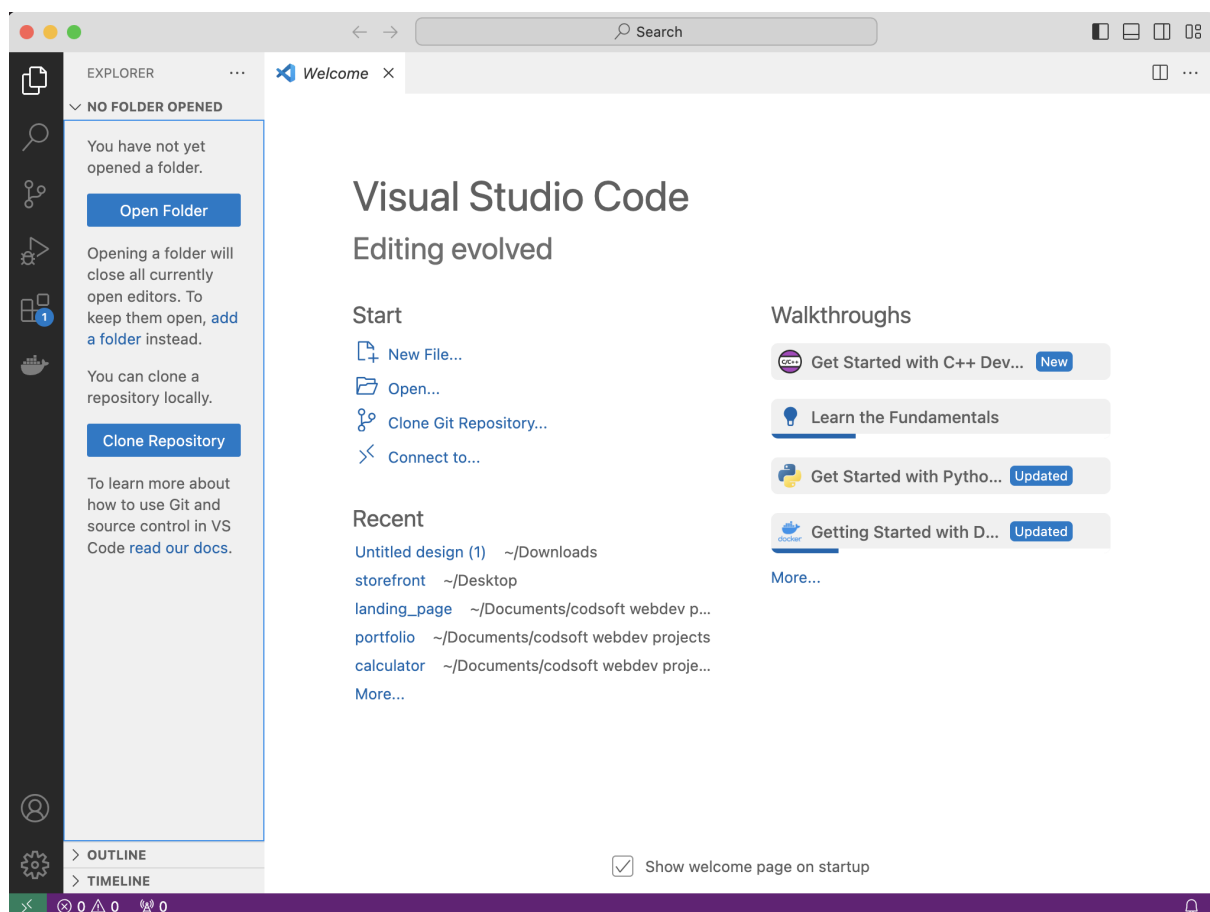 Search
EXPLORER
Welcome
NO FOLDER OPENED
You have not yet
opened a folder.
Open Folder
Opening a folder will
close all currently
open editors. To
keep them open, add
a folder instead.
You can clone a
repository locally.
Clone Repository
To learn more about
how to use Git and
source control in VS
Code read our docs.
OUTLINE
TIMELINE
1
Visual Studio Code
Editing evolved
Start
New File...
Open...
Clone Git Repository...
Connect to...
Recent
Untitled design (1) ~/Downloads
storefront ~/Desktop
landing_page ~/Documents/codsoft webdev p...
portfolio ~/Documents/codsoft webdev projects
calculator ~/Documents/codsoft webdev proje...
More...
Walkthroughs
C/C++ Get Started with C++ Dev... New
Learn the Fundamentals
Get Started with Pytho... Updated
docker Getting Started with D... Updated
More...
Show welcome page on startup
0 0 0